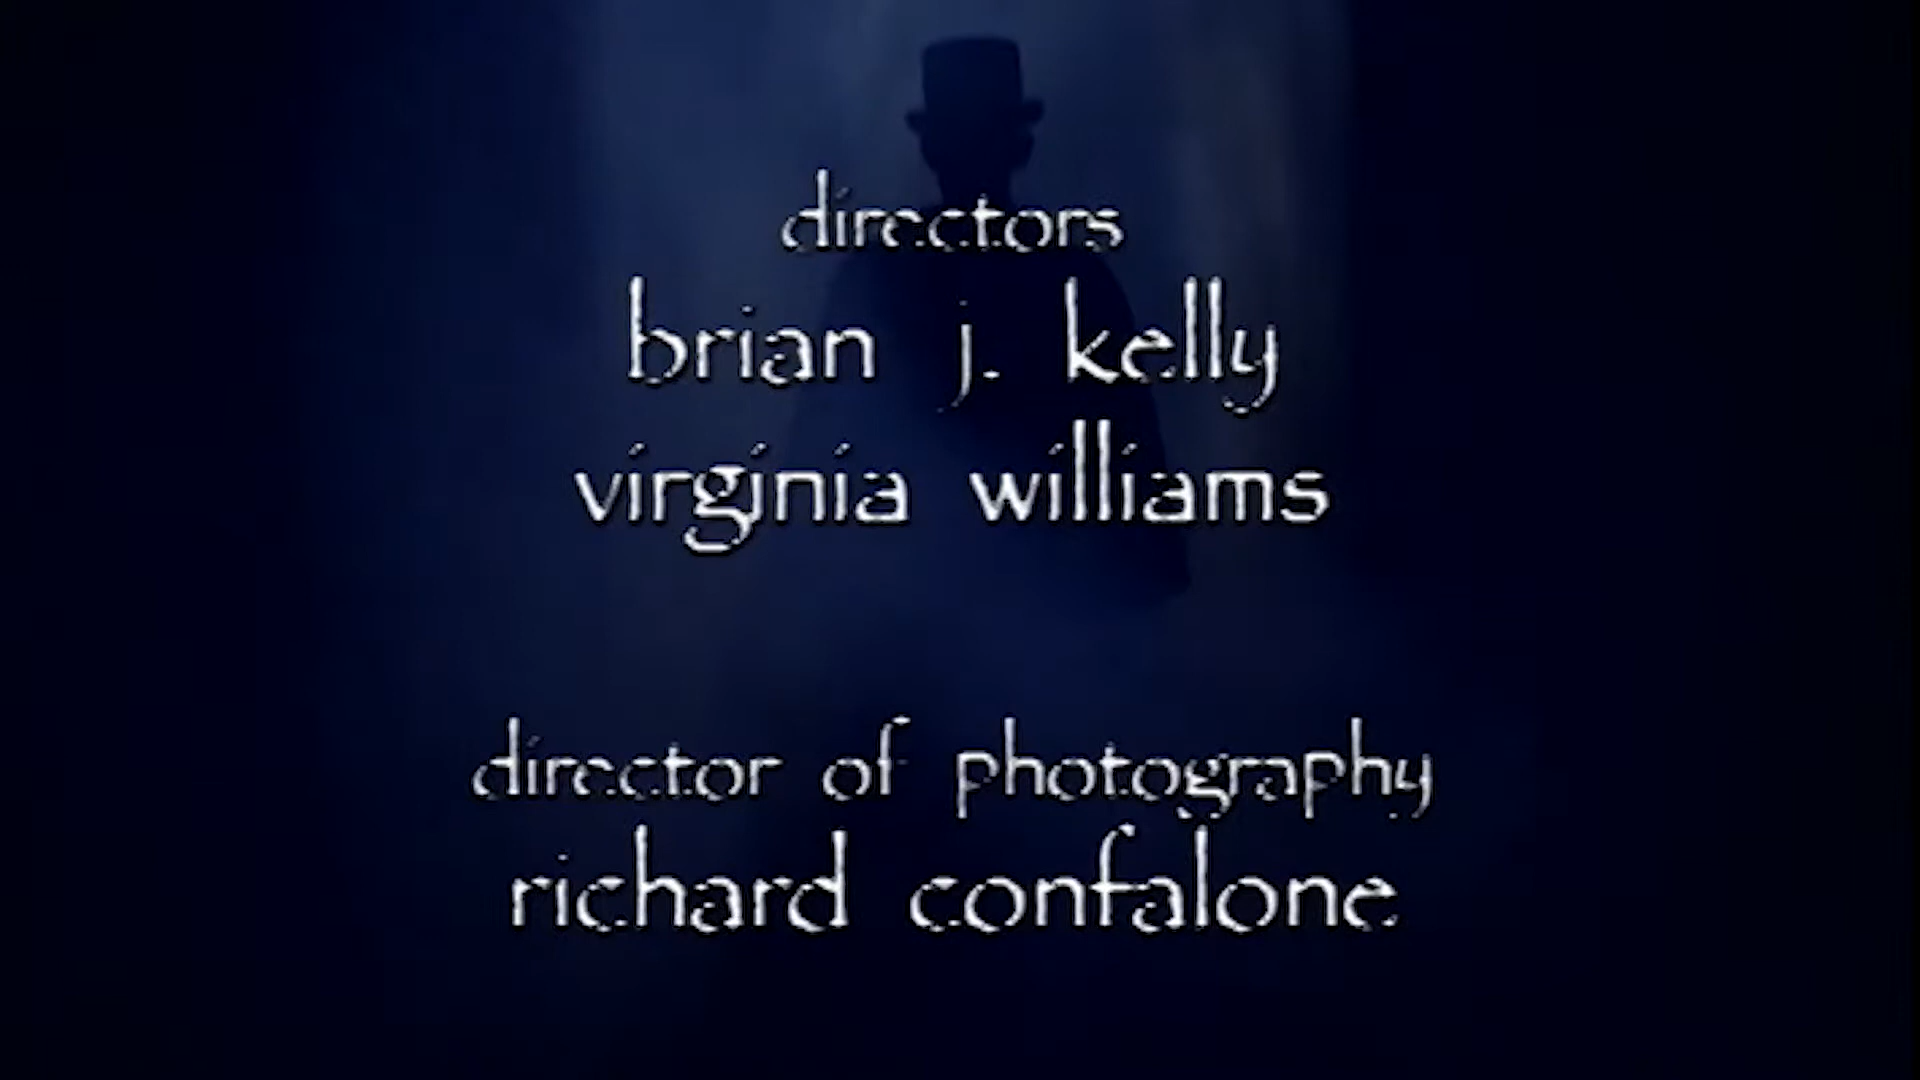 directors
brian j. kelly
virginia williams
director of photography
richard confalone